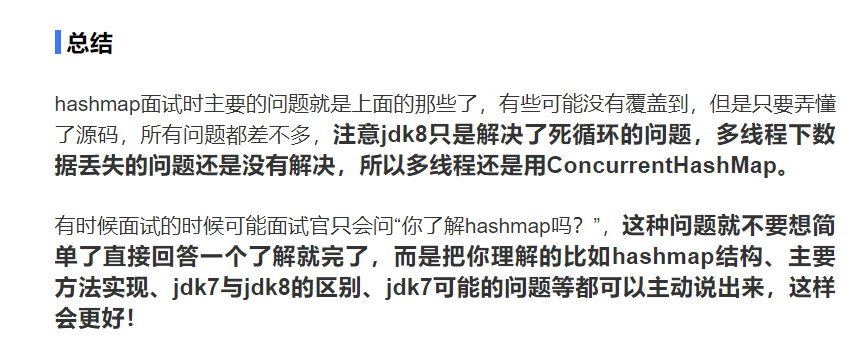 总结
hashmap面试时主要的问题就是上面的那些了，有些可能没有覆盖到，但是只要弄懂
了源码，所有问题都差不多，注意jdk8只是解决了死循环的问题，多线程下数
据丢失的问题还是没有解决，所以多线程还是用ConcurrentHashMap。
有时候面试的时候可能面试官只会问“你了解hashmap吗？”，这种问题就不要想简
单了直接回答一个了解就完了，而是把你理解的比如hashmap结构、主要
方法实现、jdk7与jdk8的区别、jdk7可能的问题等都可以主动说出来，这样
会更好！